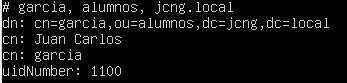 # garcia, alumnos, jcng.local
dn: cn=garcia,ou=alumnos,dc=jcng,dc=local
cn: Juan Carlos
cn: garcia
uidNumber: 1100